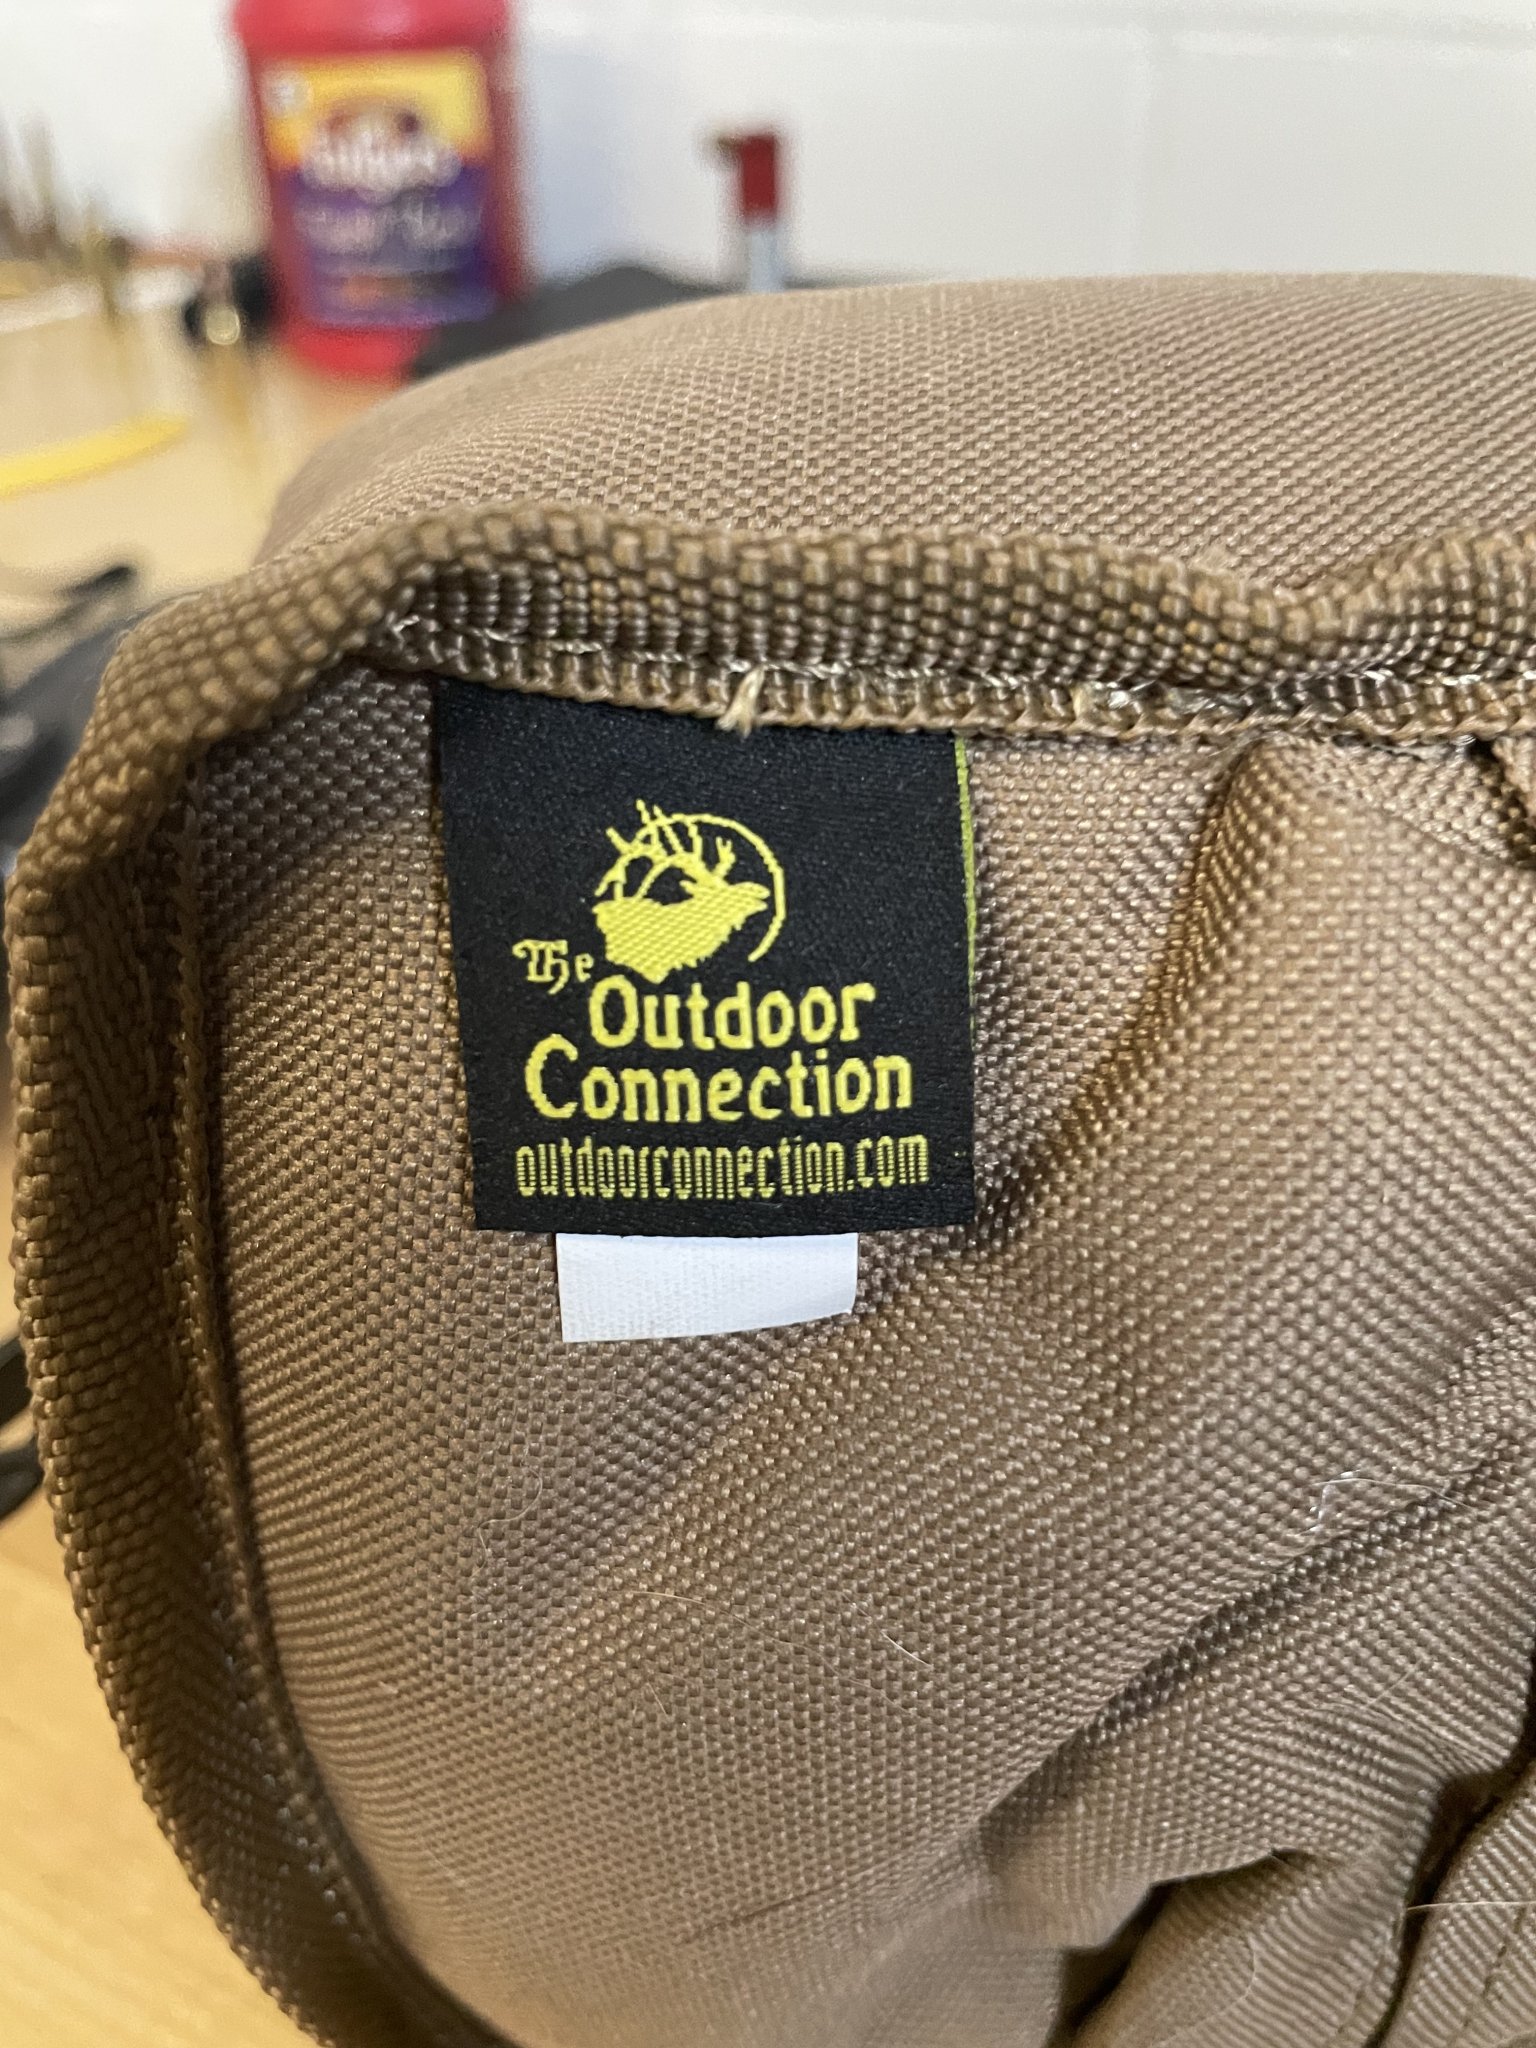 The
Outdoor
Connection
outdoorconnection.com